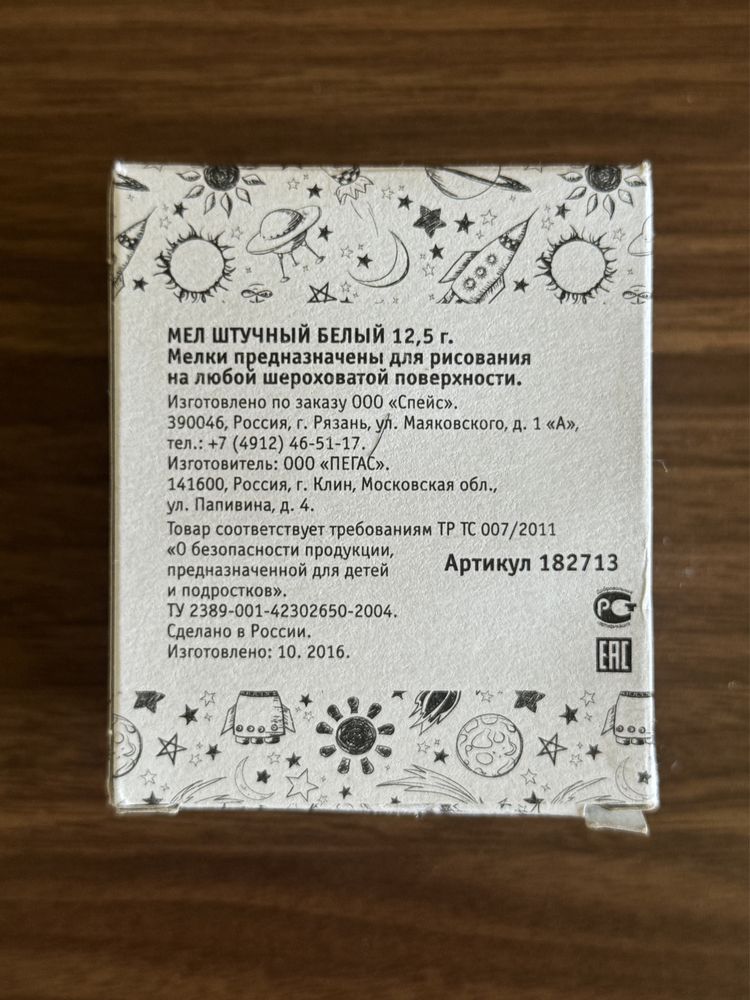 МЕЛ ШТУЧНЫЙ БЕЛЫЙ 12,5 г.
Мелки предназначены для рисования
на любой шероховатой поверхности.
Изготовлено по заказу ООО «Спейс».
390046, Россия, г. Рязань, ул. Маяковского, д. 1 «А»,
тел.: +7 (4912) 46-51-17.
Изготовитель: ООО «ПЕГАС».
141600, Россия, г. Клин, Московская обл.,
ул. Папивина, д. 4.
Товар соответствует требованиям ТР ТС 007/2011
«О безопасности продукции,
предназначенной для детей
и подростков».
ТУ 2389-001-42302650-2004.
Сделано в России.
Изготовлено: 10. 2016.
Артикул 182713
РСТ
EAC